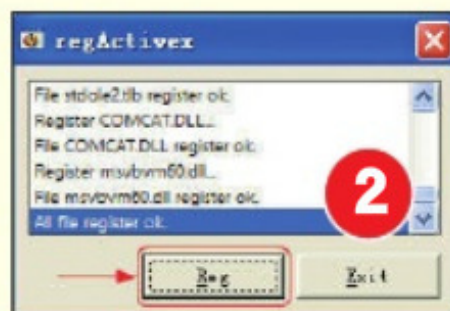 regActivex
File stdole2.tlb register ok.
Register COMCAT.DLL...
File COMCAT.DLL register ok.
Register msvbvm60.dll...
File msvbvm60.dll register ok.
All file register ok.
2
Reg
Exit